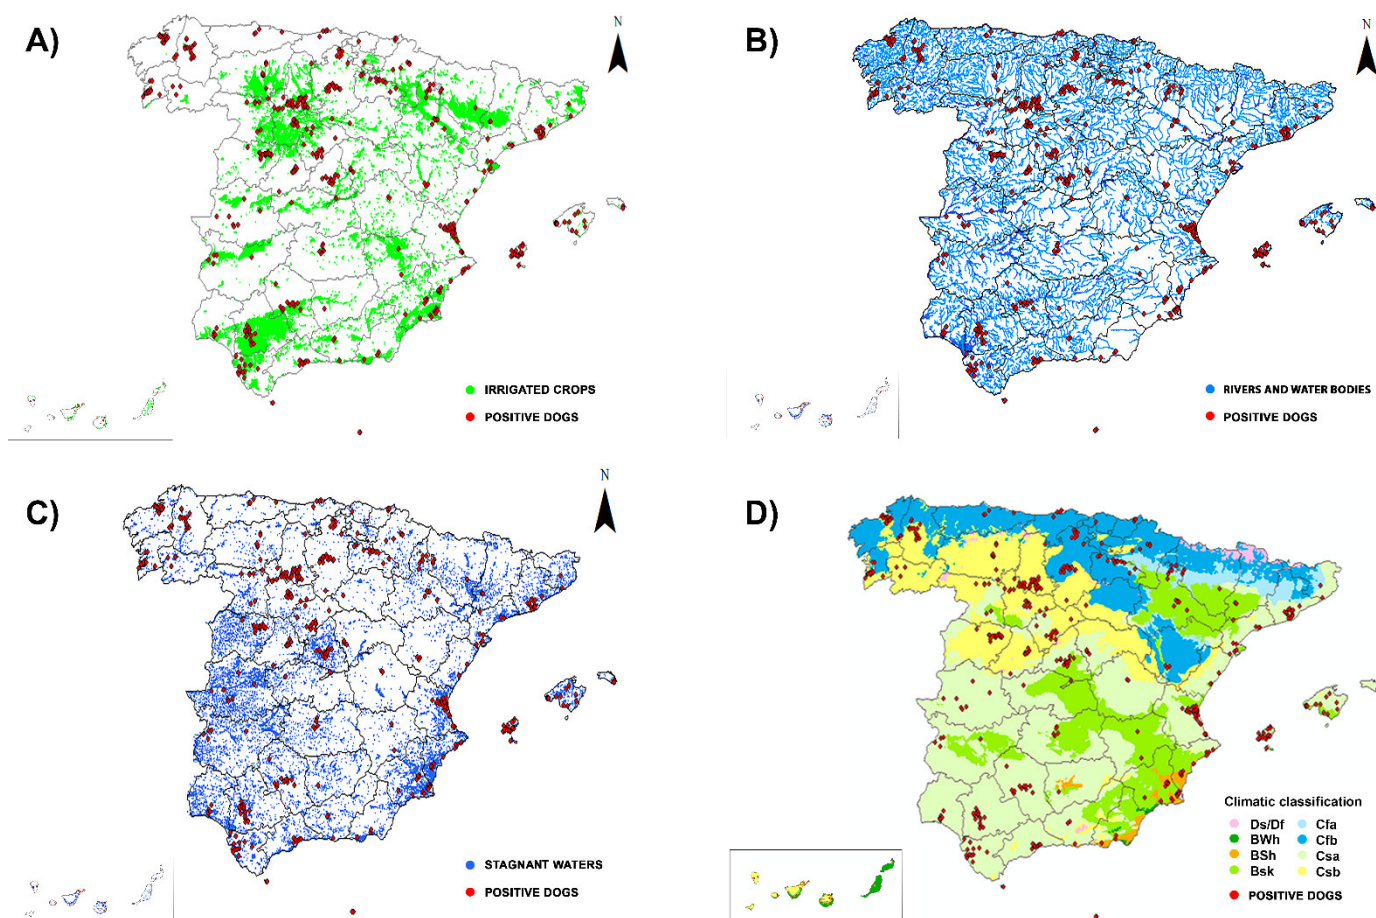 A)
N
IRRIGATED CROPS
POSITIVE DOGS
B)
N
RIVERS AND WATER BODIES
POSITIVE DOGS
C)
N
STAGNANT WATERS
POSITIVE DOGS
D)
Climatic classification
Ds/Df Cfa
BWh Cfb
BSh Csa
Bsk Csb
POSITIVE DOGS